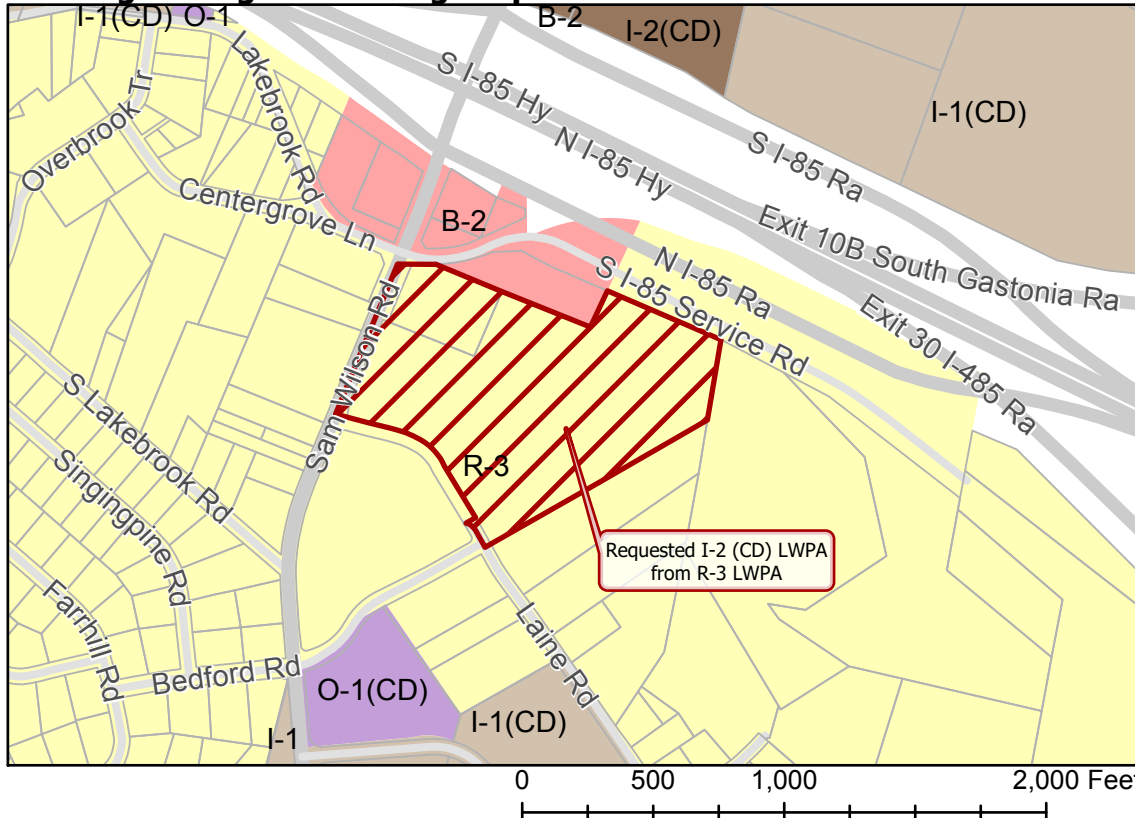 I-1(CD) O-1
B-2
I-2(CD)
I-1(CD)
Lakebrook Rd
Overbrook Tr
S I-85 Hy
N I-85 Hy
S I-85 Ra
Exit 10B South Gastonia Ra
Centergrove Ln
B-2
S I-85 Service Rd
N I-85 Ra
Exit 30 I-485 Ra
Sam Wilson Rd
S Lakebrook Rd
Singingpine Rd
R-3
Requested I-2 (CD) LWPA
from R-3 LWPA
Farrhill Rd
Bedford Rd
Laine Rd
O-1(CD)
I-1(CD)
I-1
0 500 1,000 2,000 Feet